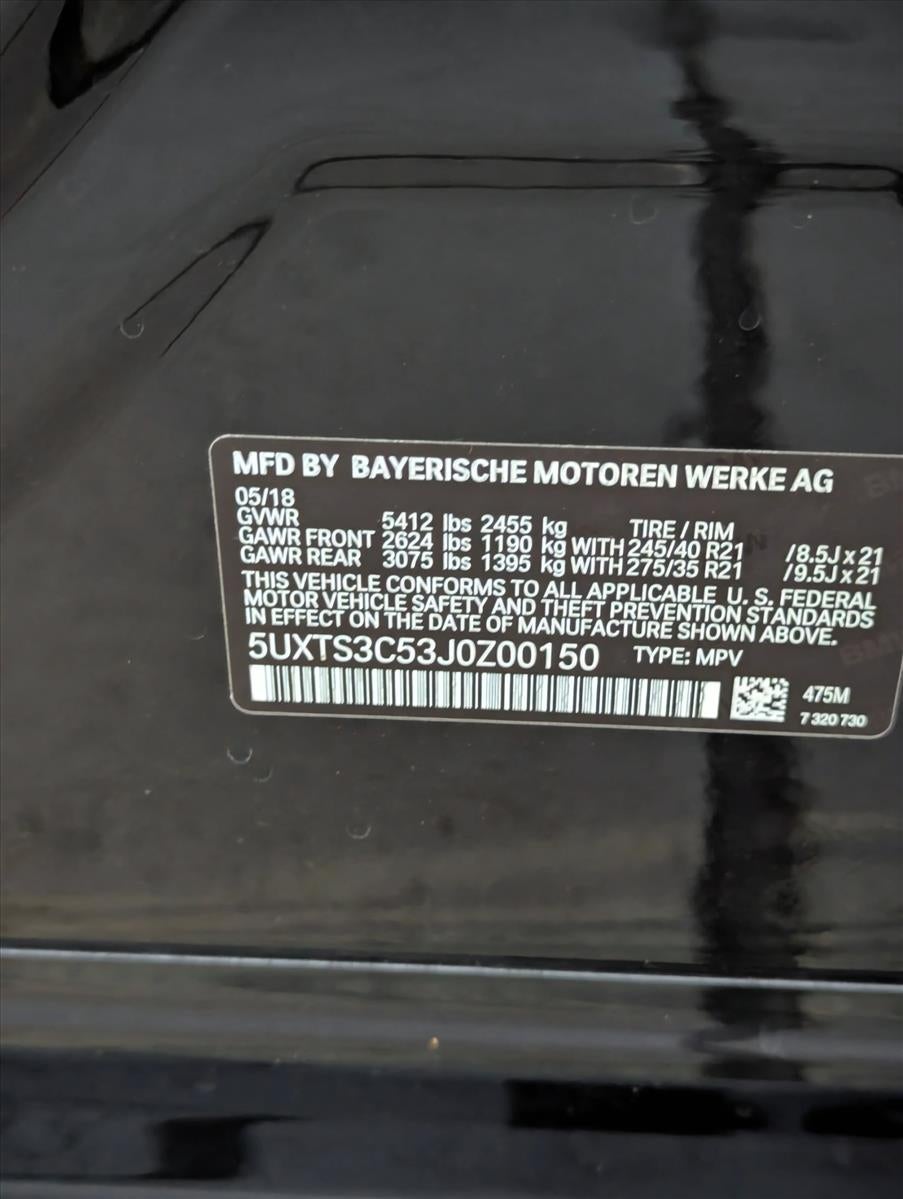 MFD BY BAYERISCHE MOTOREN WERKE AG
05/18
GVWR 5412 lbs 2455 kg TIRE / RIM
GAWR FRONT 2624 lbs 1190 kg WITH 245/40 R21 /8.5J x 21
GAWR REAR 3075 lbs 1395 kg WITH 275/35 R21 /9.5J x 21
THIS VEHICLE CONFORMS TO ALL APPLICABLE U. S. FEDERAL
MOTOR VEHICLE SAFETY AND THEFT PREVENTION STANDARDS
IN EFFECT ON THE DATE OF MANUFACTURE SHOWN ABOVE.
5UXTS3C53J0Z00150 TYPE: MPV
475M
7 320 730